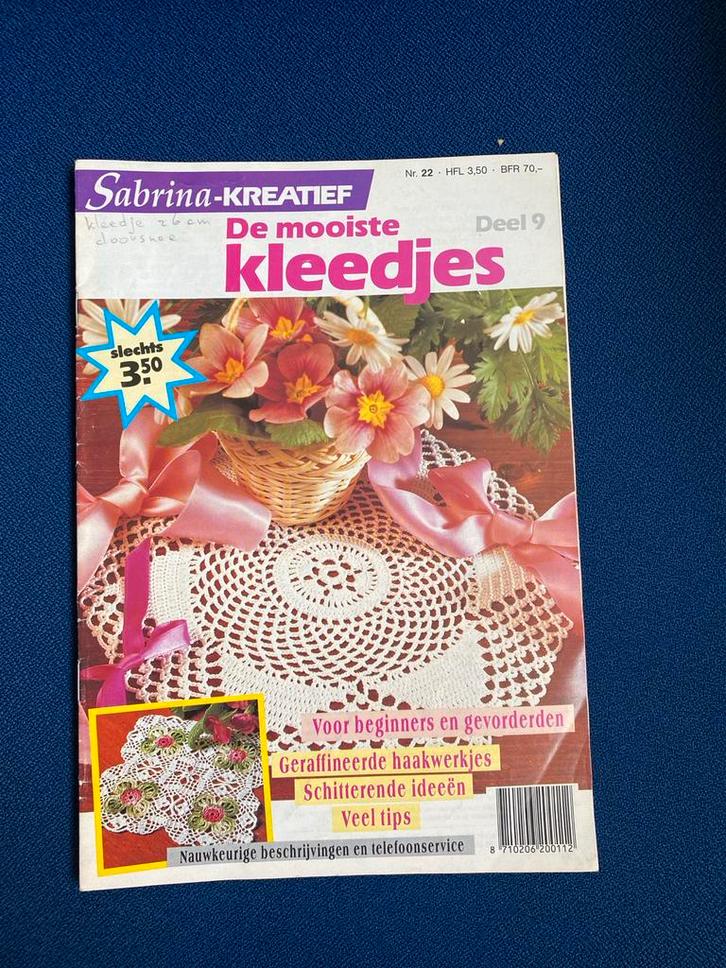 Nr. 22 · HFL 3,50 · BFR 70,–
Sabrina-KREATIEF
kleedje 26 cm
doorsnee
De mooiste
Deel 9
kleedjes
slechts
3.50
Voor beginners en gevorderden
Geraffineerde haakwerkjes
Schitterende ideeën
Veel tips
Nauwkeurige beschrijvingen en telefoonservice
8 710206 200112